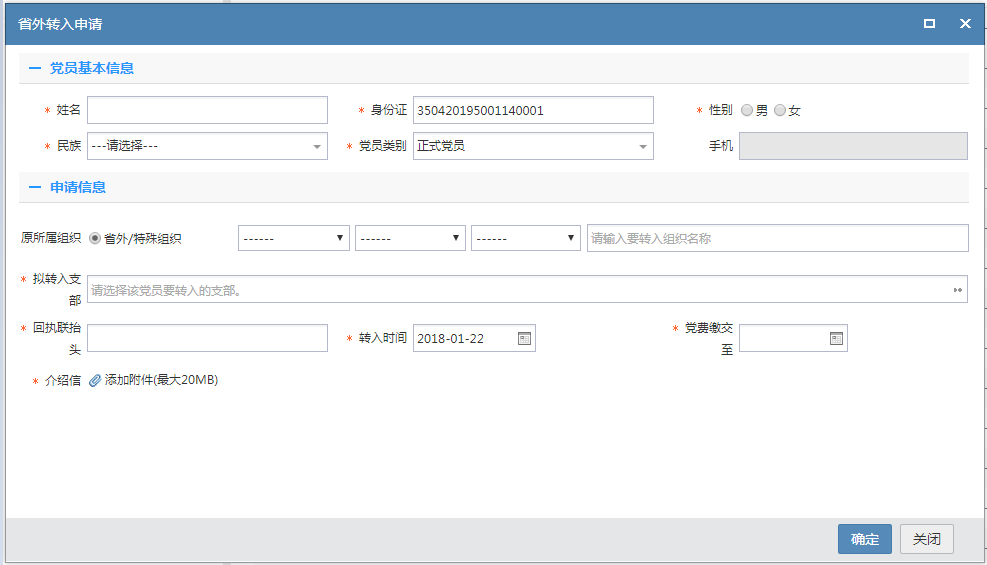 省外转入申请
党员基本信息
* 姓名
* 身份证 350420195001140001
* 性别 男 女
* 民族 ---请选择---
* 党员类别 正式党员
手机
申请信息
原所属组织 省外/特殊组织 ------ ------ ------ 请输入要转入组织名称
* 拟转入支
部
请选择该党员要转入的支部。
* 回执联抬
头
* 转入时间 2018-01-22
* 党费缴交
至
* 介绍信 添加附件(最大20MB)
确定 关闭